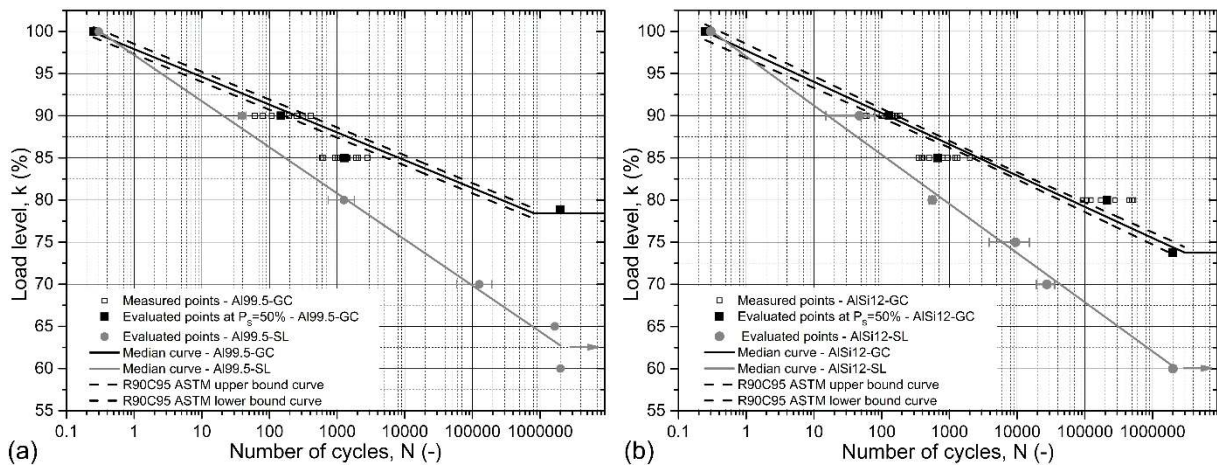 100
95
90
85
80
75
70
65
60
55
Load level, k (%)
Measured points - Al99.5-GC
Evaluated points at PS=50% - Al99.5-GC
Evaluated points - Al99.5-SL
Median curve - Al99.5-GC
Median curve - Al99.5-SL
R90C95 ASTM upper bound curve
R90C95 ASTM lower bound curve
0.1 1 10 100 1000 10000 100000 1000000
(a) Number of cycles, N (-)
100
95
90
85
80
75
70
65
60
55
Load level, k (%)
Measured points - AlSi12-GC
Evaluated points at PS=50% - AlSi12-GC
Evaluated points - AlSi12-SL
Median curve - AlSi12-GC
Median curve - AlSi12-SL
R90C95 ASTM upper bound curve
R90C95 ASTM lower bound curve
0.1 1 10 100 1000 10000 100000 1000000
(b) Number of cycles, N (-)